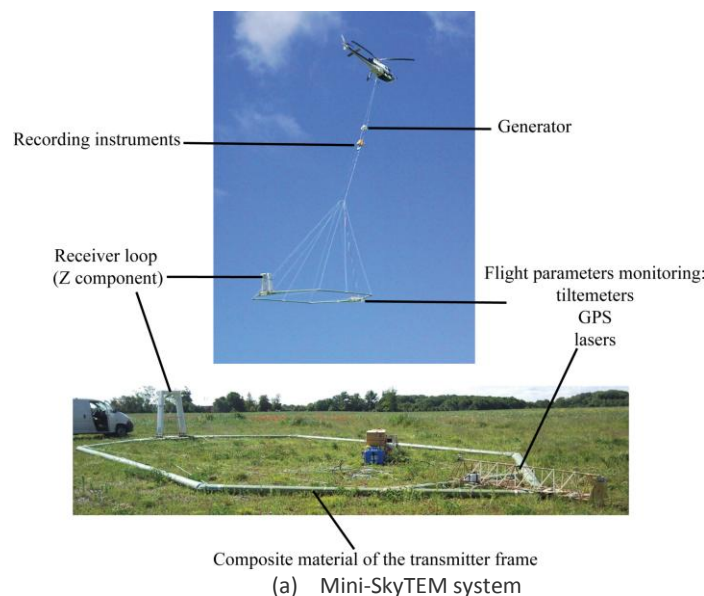 Generator
Recording instruments
Receiver loop
(Z component)
Flight parameters monitoring:
tiltemeters
GPS
lasers
Composite material of the transmitter frame
(a) Mini-SkyTEM system